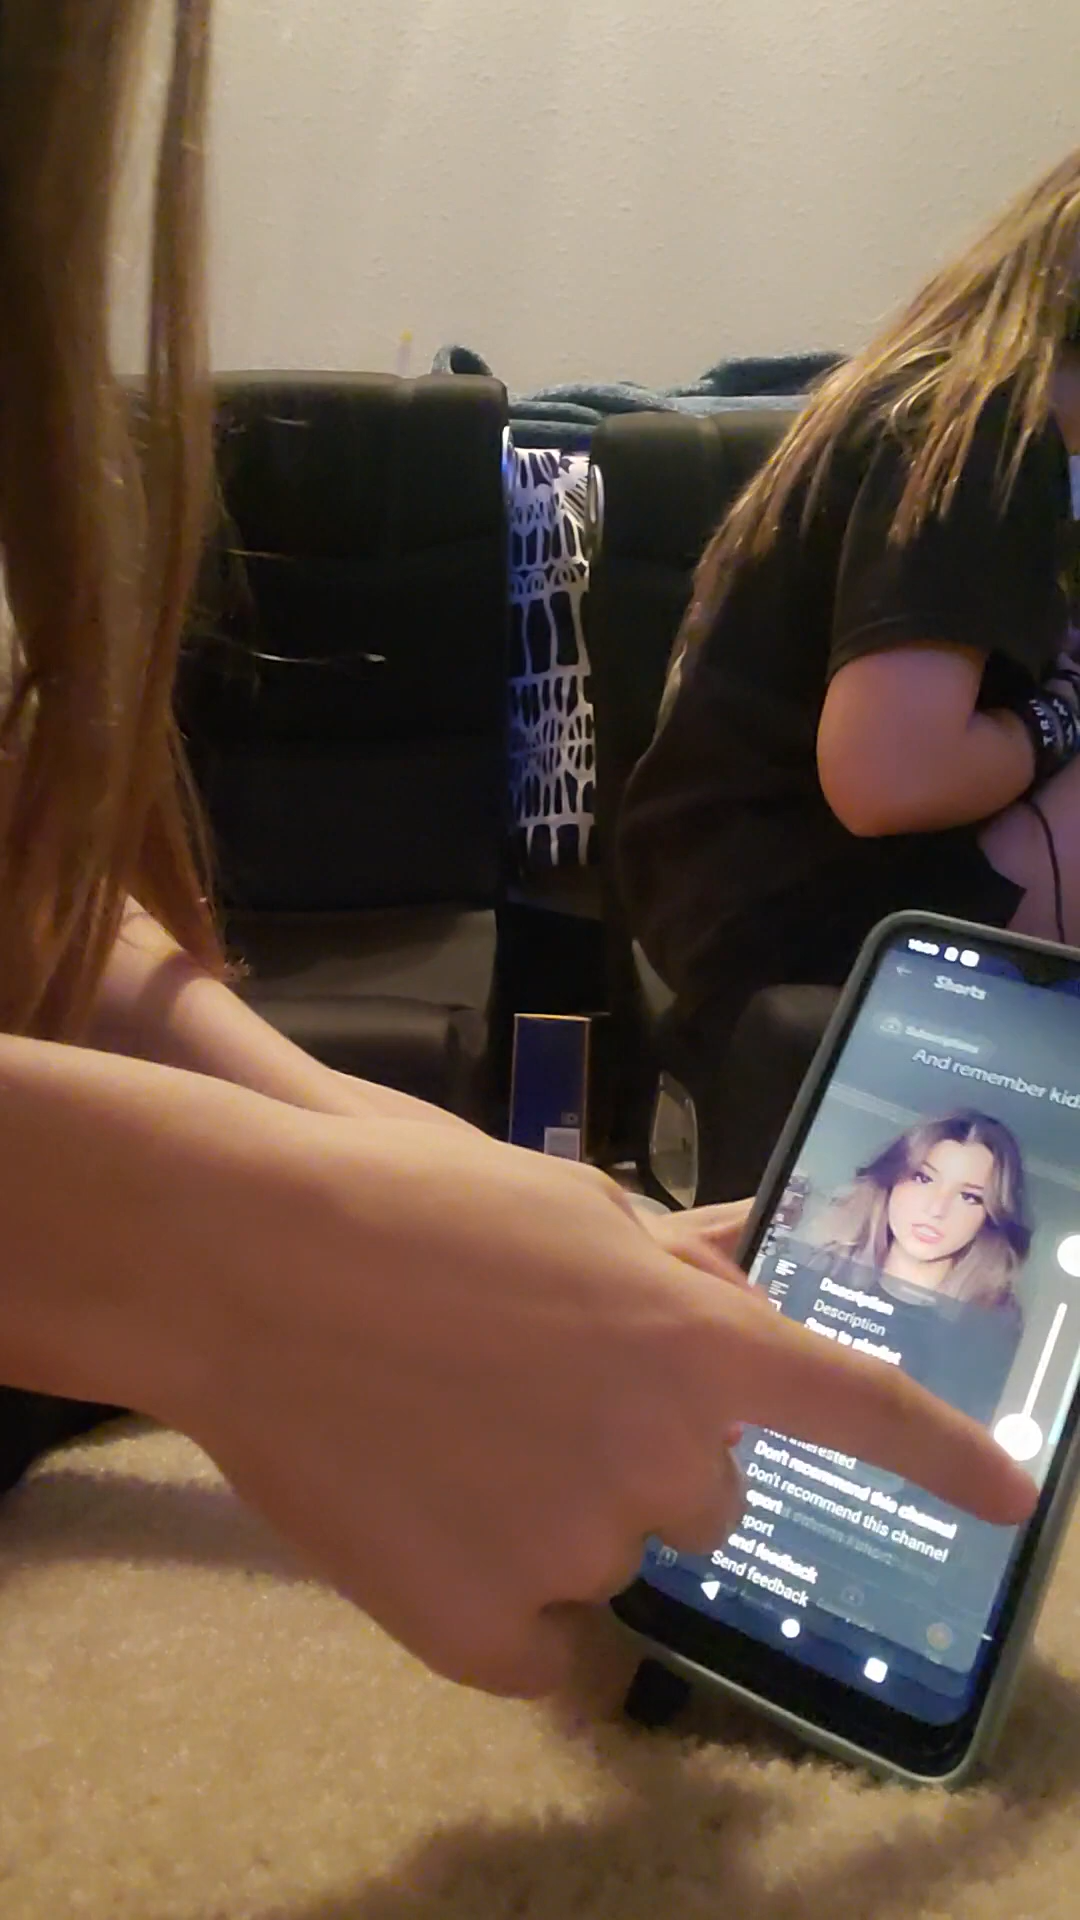 Shorts
Subscriptions
And remember kid
Description
Description
Save to playlist
Not interested
Don't recommend this channel
Don't recommend this channel
eport
port
end feedback
Send feedback